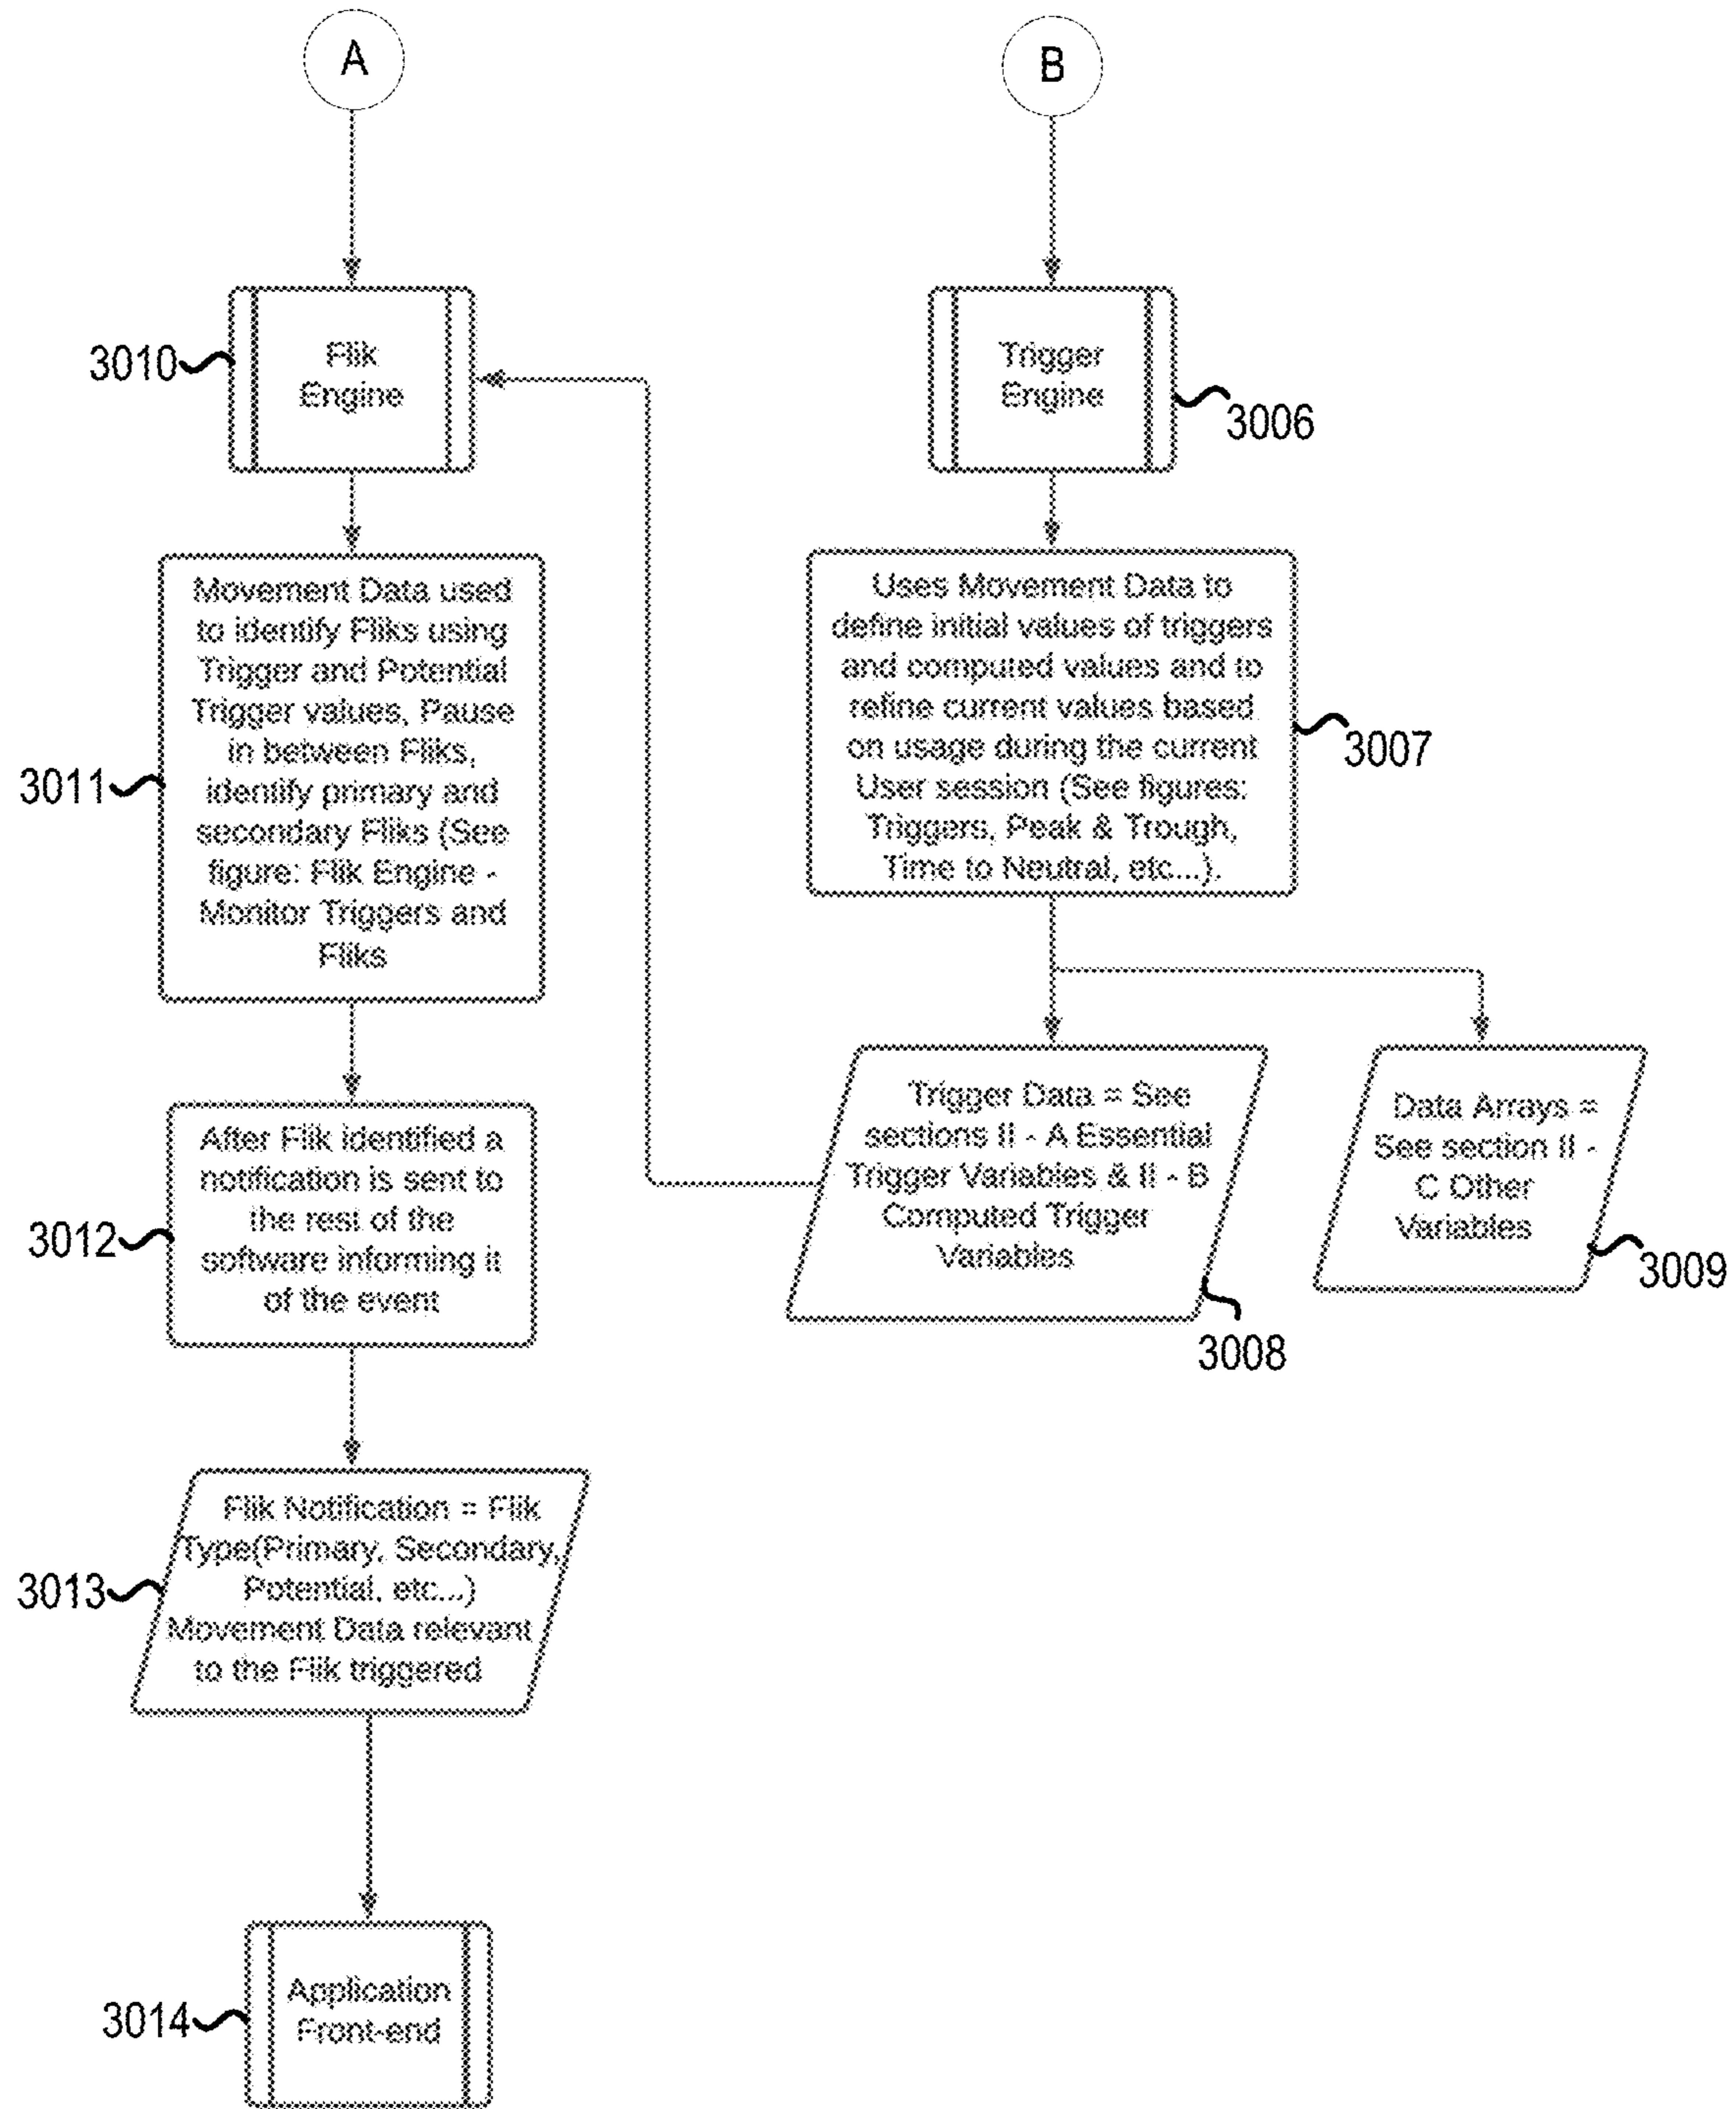 A
B
3010
Flik
Engine
Trigger
Engine
3006
3011
Movement Data used
to identify Fliks using
Trigger and Potential
Trigger values, Pause
in between Fliks,
identify primary and
secondary Fliks (See
figure: Flik Engine -
Monitor Triggers and
Fliks
Uses Movement Data to
define initial values of triggers
and computed values and to
refine current values based
on usage during the current
User session (See figures:
Triggers, Peak & Trough,
Time to Neutral, etc...).
3007
3012
After Flik identified a
notification is sent to
the rest of the
software informing it
of the event
Trigger Data = See
sections II - A Essential
Trigger Variables & II - B
Computed Trigger
Variables
3008
Data Arrays =
See section II -
C Other
Variables
3009
3013
Flik Notification = Flik
Type(Primary, Secondary,
Potential, etc...)
Movement Data relevant
to the Flik triggered
3014
Application
Front-end